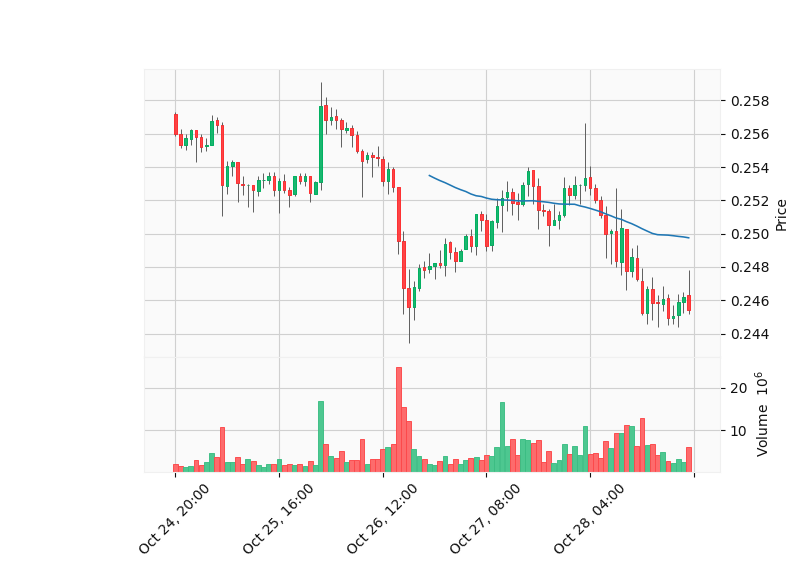 0.258
0.256
0.254
0.252
0.250
0.248
0.246
0.244
Price
20
10
Volume 10⁶
Oct 24, 20:00
Oct 25, 16:00
Oct 26, 12:00
Oct 27, 08:00
Oct 28, 04:00